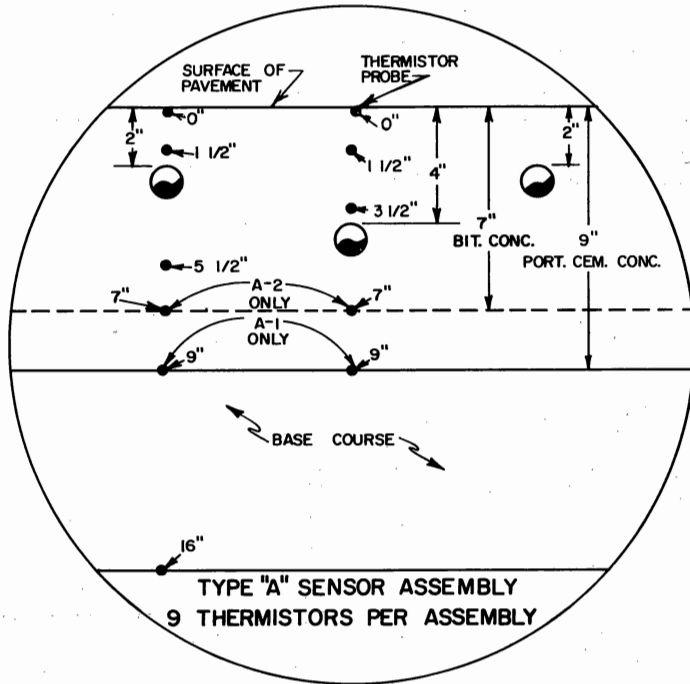 SURFACE OF
PAVEMENT
THERMISTOR
PROBE
0"
0"
2"
2"
1 1/2"
1 1/2"
4"
3 1/2"
7"
BIT. CONC.
9"
PORT. CEM. CONC.
5 1/2"
7"
A-2
ONLY
7"
A-1
ONLY
9"
9"
BASE COURSE
16"
TYPE "A" SENSOR ASSEMBLY
9 THERMISTORS PER ASSEMBLY